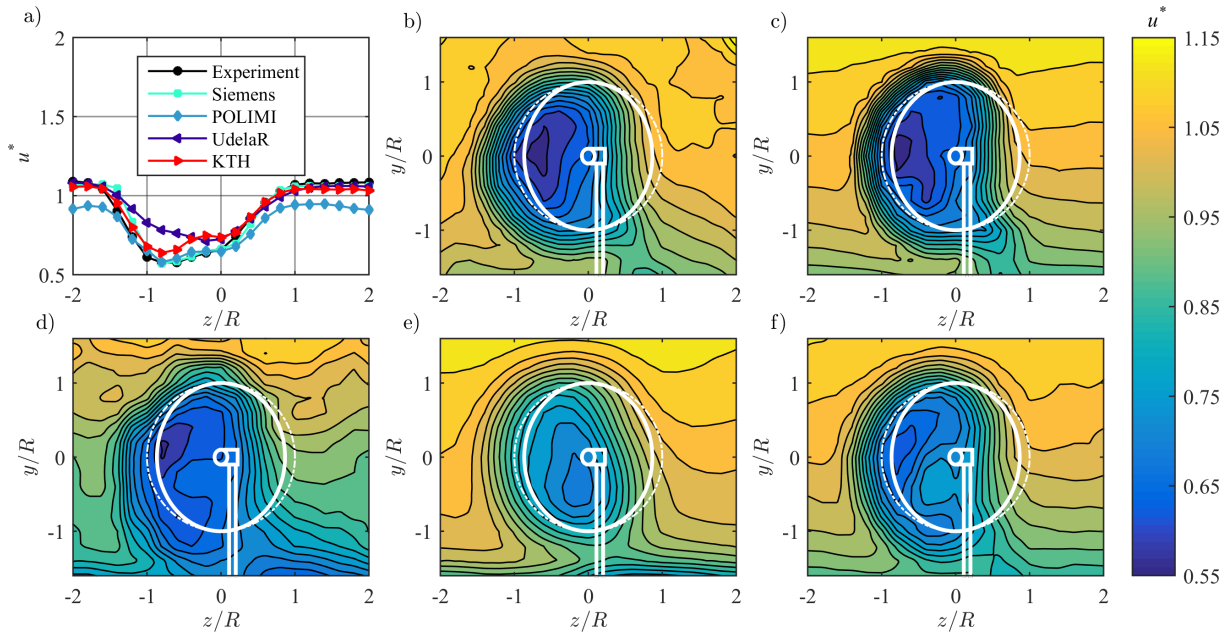 a)
2
1.5
1
0.5
u*
-2 -1 0 1 2
z/R
Experiment
Siemens
POLIMI
UdelaR
KTH
b)
1
0
-1
y/R
-2 -1 0 1 2
z/R
c)
1
0
-1
y/R
-2 -1 0 1 2
z/R
u*
1.15
1.05
0.95
0.85
0.75
0.65
0.55
d)
1
0
-1
y/R
-2 -1 0 1 2
z/R
e)
1
0
-1
y/R
-2 -1 0 1 2
z/R
f)
1
0
-1
y/R
-2 -1 0 1 2
z/R